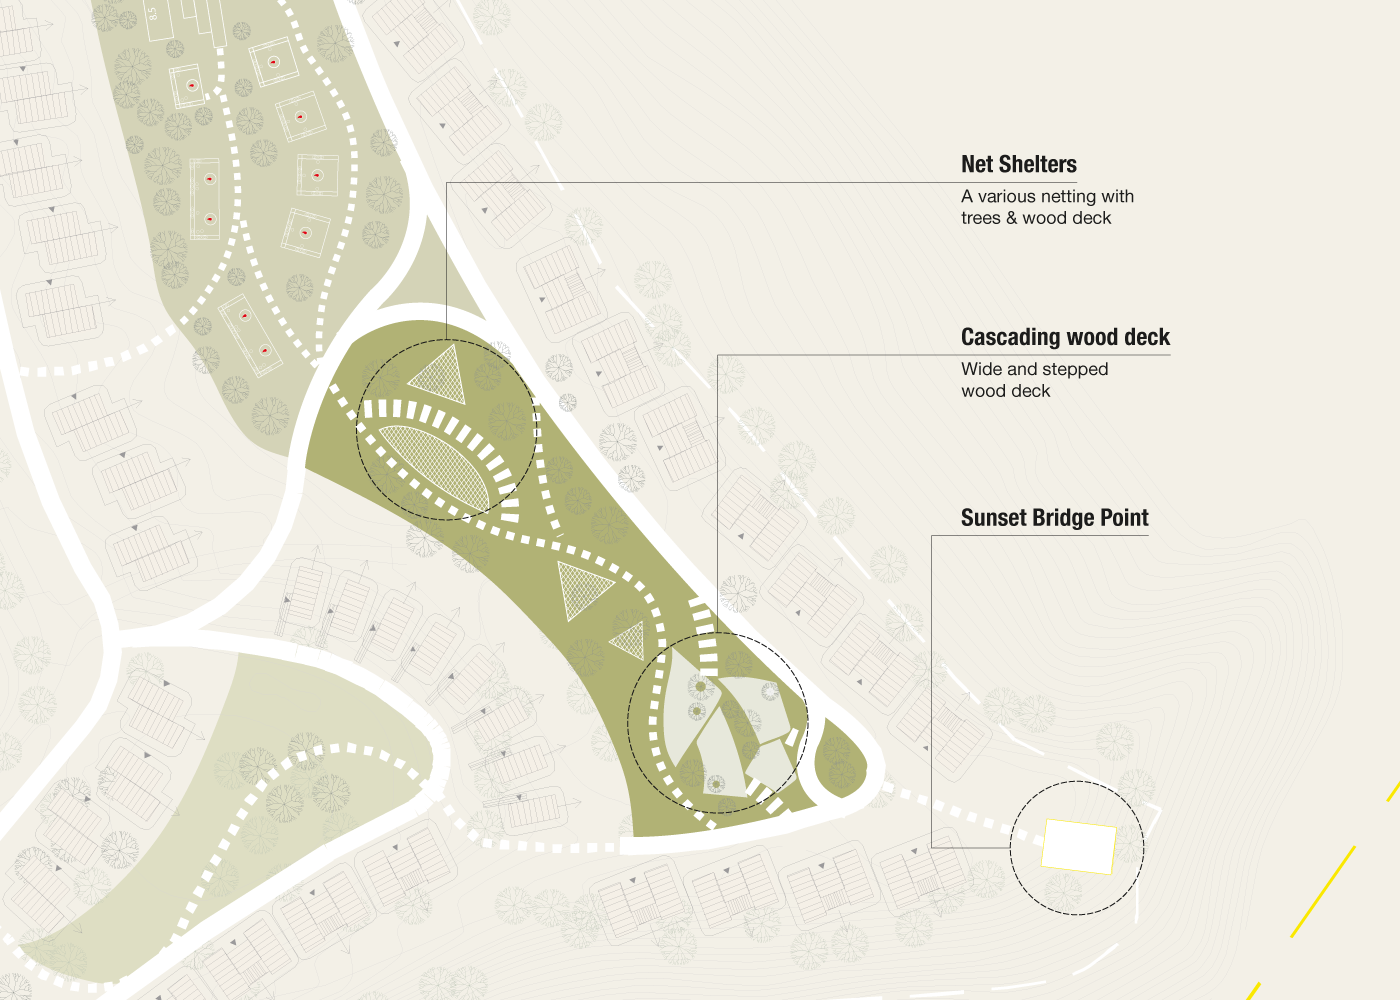 8.5
Net Shelters
A various netting with
trees & wood deck
Cascading wood deck
Wide and stepped
wood deck
Sunset Bridge Point